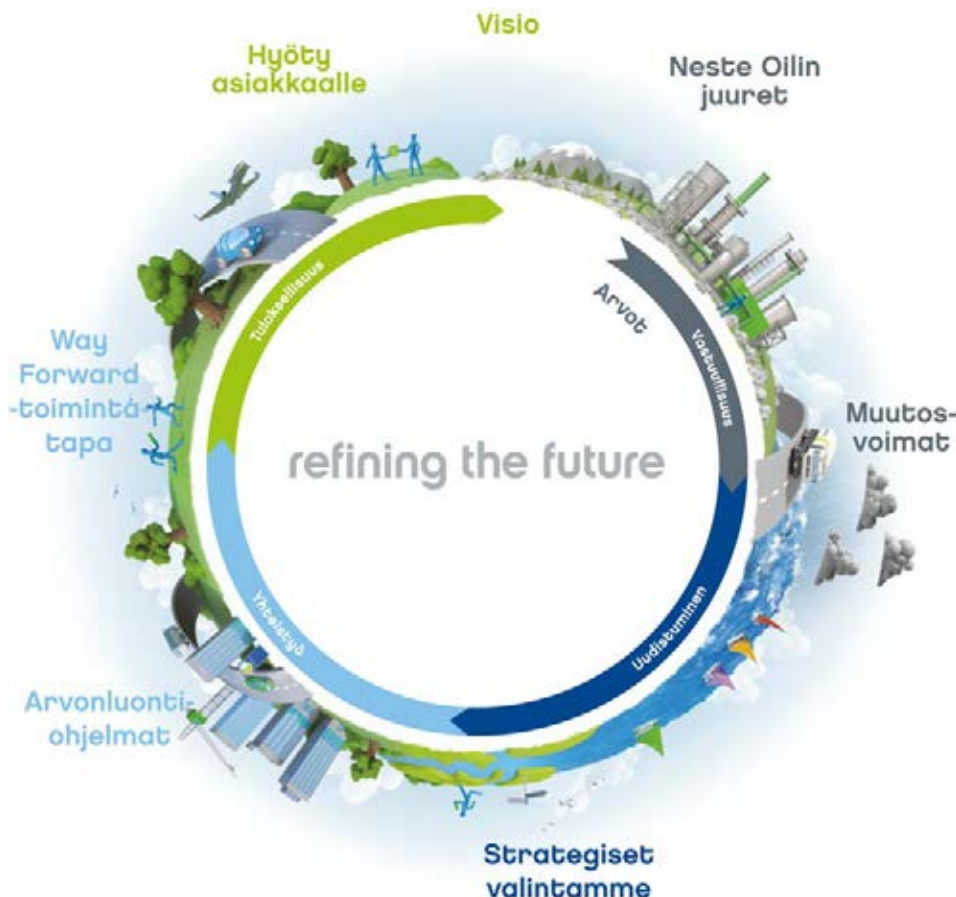 Visio
Hyöty
asiakkaalle
Neste Oilin
juuret
Tuloksellisuus
Arvot
Vastuullisuus
Way
Forward
-toimintá
tapa
Muutos-
voimat
refining the future
Yhteistyö
Uudistuminen
Arvonluonti-
ohjelmat
Strategiset
valintamme